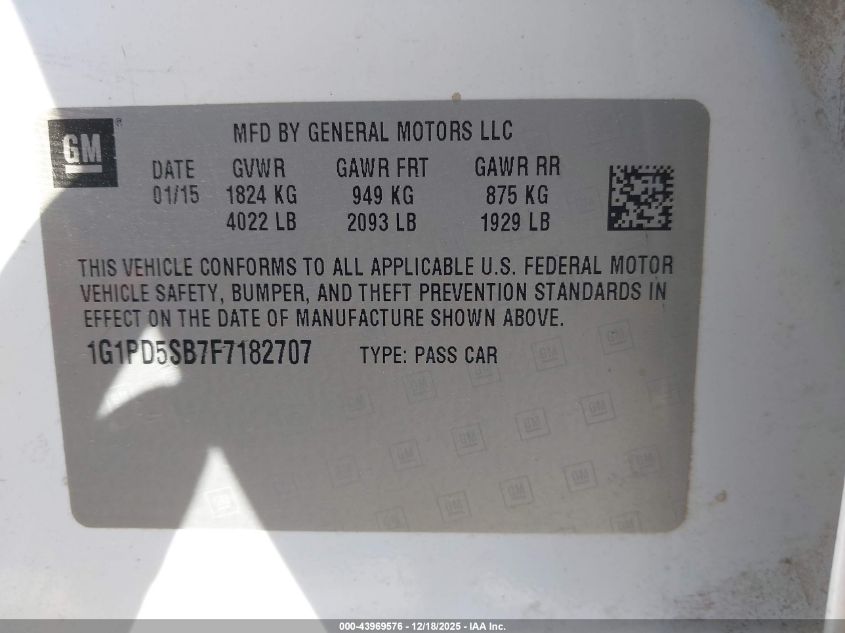 GM
MFD BY GENERAL MOTORS LLC
DATE GVWR GAWR FRT GAWR RR
01/15 1824 KG 949 KG 875 KG
4022 LB 2093 LB 1929 LB
THIS VEHICLE CONFORMS TO ALL APPLICABLE U.S. FEDERAL MOTOR
VEHICLE SAFETY, BUMPER, AND THEFT PREVENTION STANDARDS IN
EFFECT ON THE DATE OF MANUFACTURE SHOWN ABOVE.
1G1PD5SB7F7182707 TYPE: PASS CAR
000-43969576 - 12/18/2025 - IAA Inc.